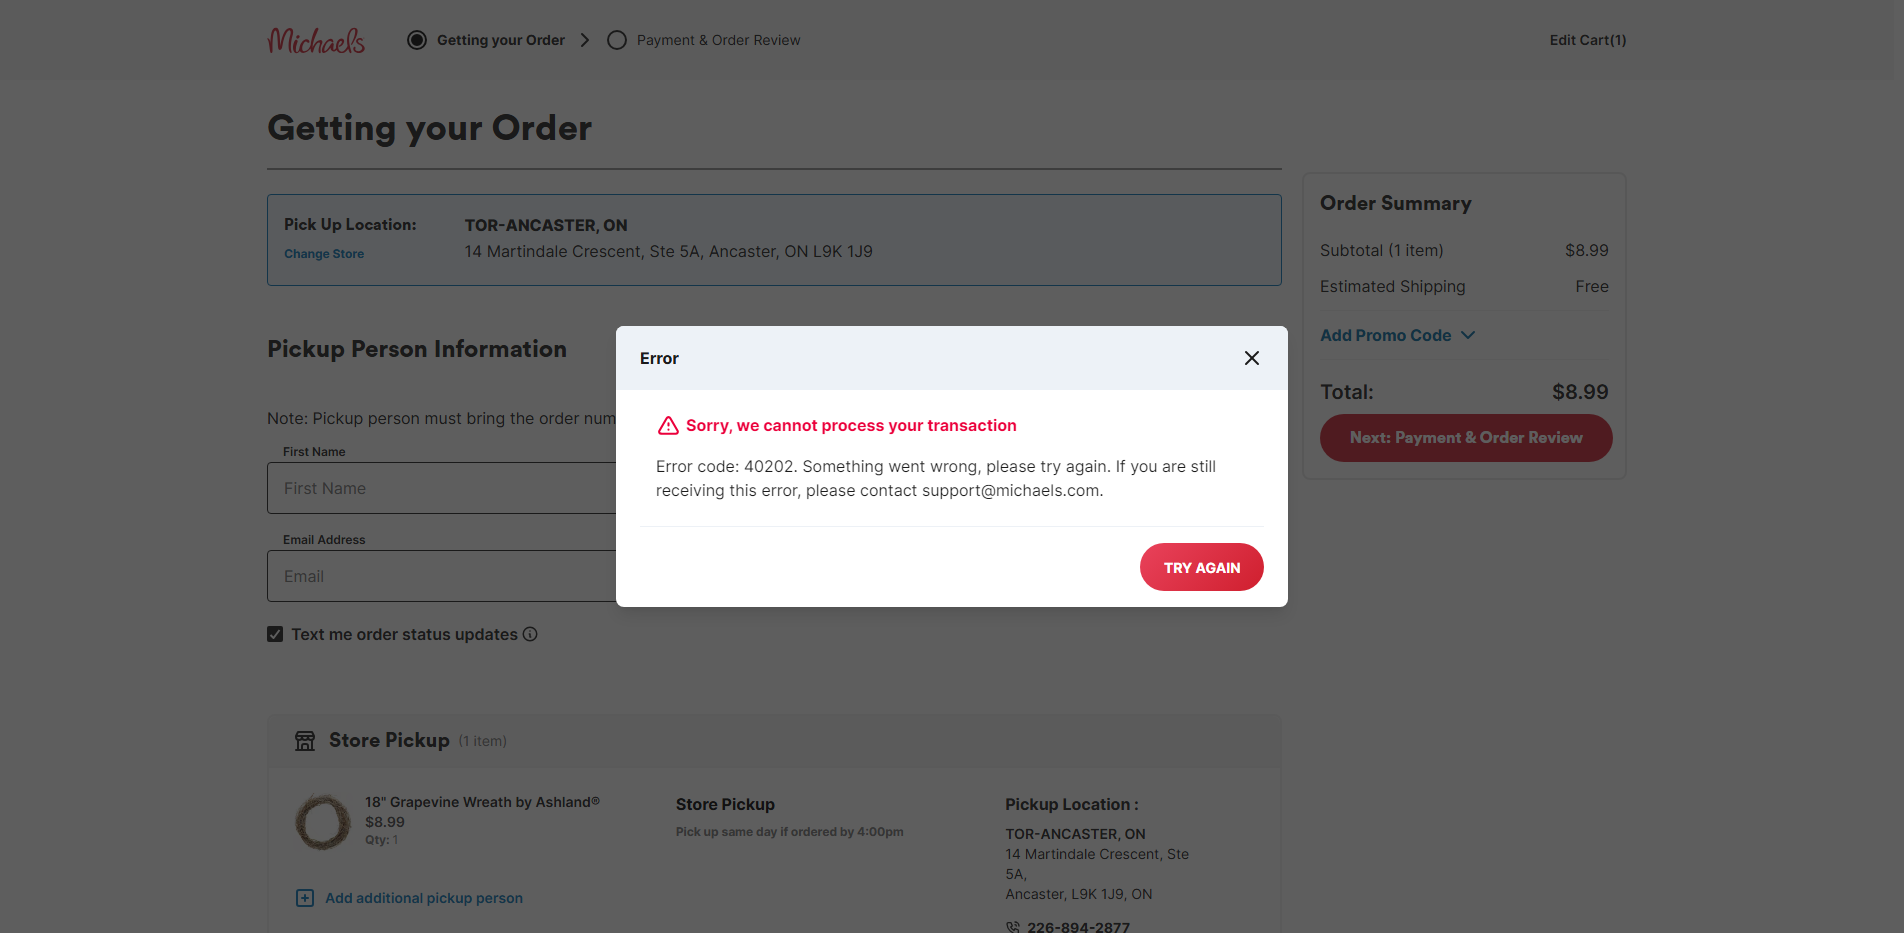 Michaels
Getting your Order
Payment & Order Review
Edit Cart(1)
Getting your Order
Pick Up Location:
TOR-ANCASTER, ON
Change Store
14 Martindale Crescent, Ste 5A, Ancaster, ON L9K 1J9
Order Summary
Subtotal (1 item) $8.99
Estimated Shipping Free
Add Promo Code
Total: $8.99
Next: Payment & Order Review
Pickup Person Information
Note: Pickup person must bring the order num
First Name
First Name
Email Address
Email
Text me order status updates
Error
Sorry, we cannot process your transaction
Error code: 40202. Something went wrong, please try again. If you are still
receiving this error, please contact support@michaels.com.
TRY AGAIN
Store Pickup (1 item)
18" Grapevine Wreath by Ashland®
$8.99
Qty: 1
Add additional pickup person
Store Pickup
Pick up same day if ordered by 4:00pm
Pickup Location :
TOR-ANCASTER, ON
14 Martindale Crescent, Ste
5A,
Ancaster, L9K 1J9, ON
226-894-2877